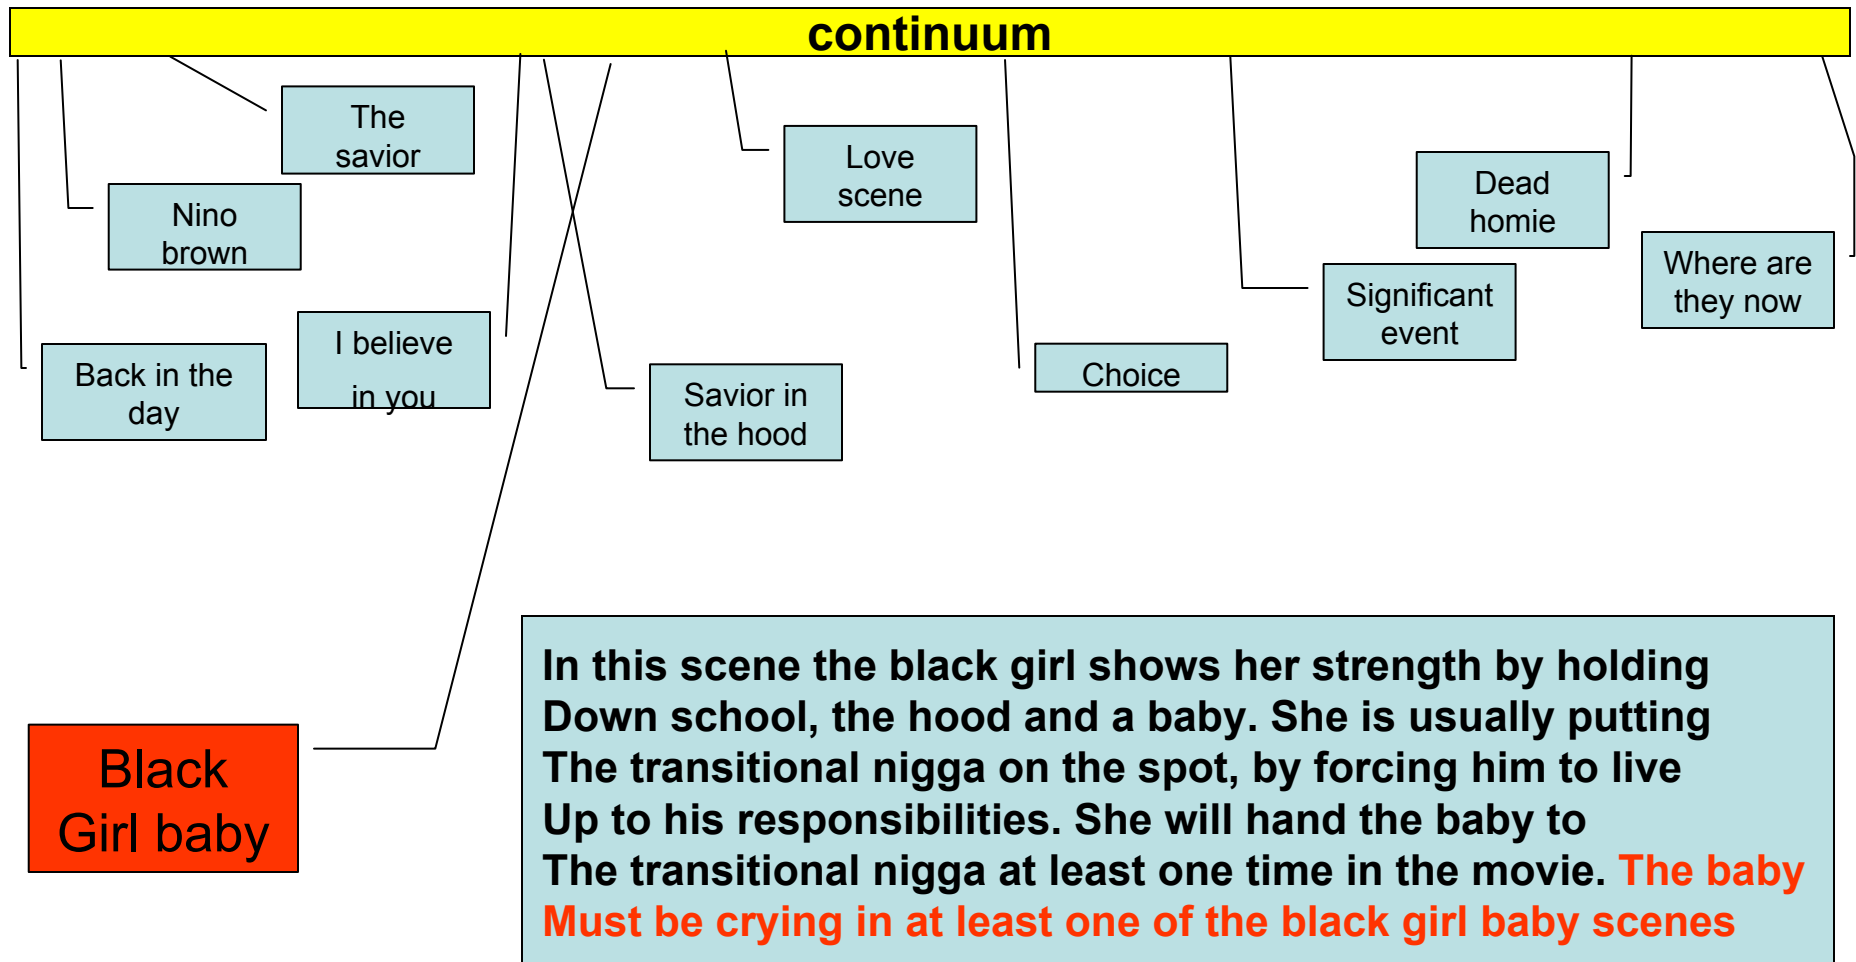 continuum
The
savior
Love
scene
Dead
homie
Nino
brown
Where are
they now
Significant
event
I believe
in you
Back in the
day
Choice
Savior in
the hood
Black
Girl baby
In this scene the black girl shows her strength by holding
Down school, the hood and a baby. She is usually putting
The transitional nigga on the spot, by forcing him to live
Up to his responsibilities. She will hand the baby to
The transitional nigga at least one time in the movie. The baby
Must be crying in at least one of the black girl baby scenes